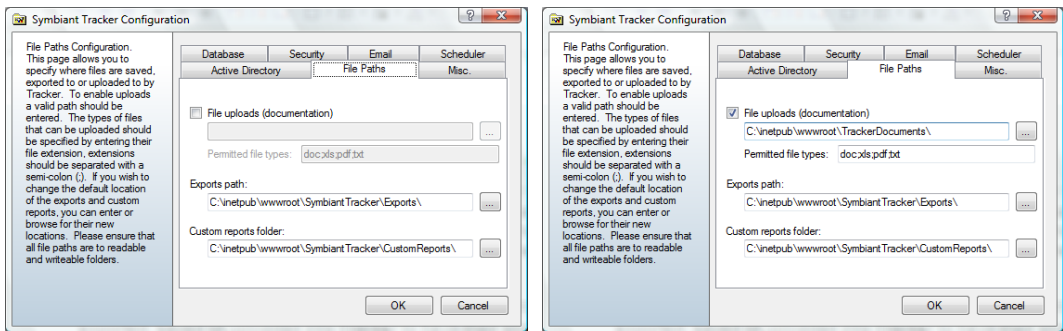 Symbiant Tracker Configuration
File Paths Configuration.
This page allows you to
specify where files are saved,
exported to or uploaded to by
Tracker. To enable uploads
a valid path should be
entered. The types of files
that can be uploaded should
be specified by entering their
file extension, extensions
should be separated with a
semi-colon (;). If you wish to
change the default location
of the exports and custom
reports, you can enter or
browse for their new
locations. Please ensure that
all file paths are to readable
and writeable folders.
Database Security Email Scheduler
Active Directory File Paths Misc.
File uploads (documentation)
...
Permitted file types: doc;xls;pdf;txt
Exports path:
C:\inetpub\wwwroot\SymbiantTracker\Exports\ ...
Custom reports folder:
C:\inetpub\wwwroot\SymbiantTracker\CustomReports\ ...
OK Cancel
Symbiant Tracker Configuration
File Paths Configuration.
This page allows you to
specify where files are saved,
exported to or uploaded to by
Tracker. To enable uploads
a valid path should be
entered. The types of files
that can be uploaded should
be specified by entering their
file extension, extensions
should be separated with a
semi-colon (;). If you wish to
change the default location
of the exports and custom
reports, you can enter or
browse for their new
locations. Please ensure that
all file paths are to readable
and writeable folders.
Database Security Email Scheduler
Active Directory File Paths Misc.
File uploads (documentation)
C:\inetpub\wwwroot\TrackerDocuments\ ...
Permitted file types: doc;xls;pdf;txt
Exports path:
C:\inetpub\wwwroot\SymbiantTracker\Exports\ ...
Custom reports folder:
C:\inetpub\wwwroot\SymbiantTracker\CustomReports\ ...
OK Cancel